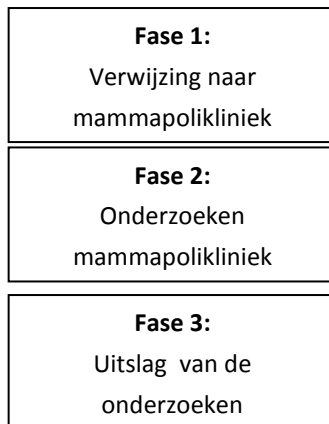 Fase 1:
Verwijzing naar
mammapolikliniek
Fase 2:
Onderzoeken
mammapolikliniek
Fase 3:
Uitslag  van de
onderzoeken